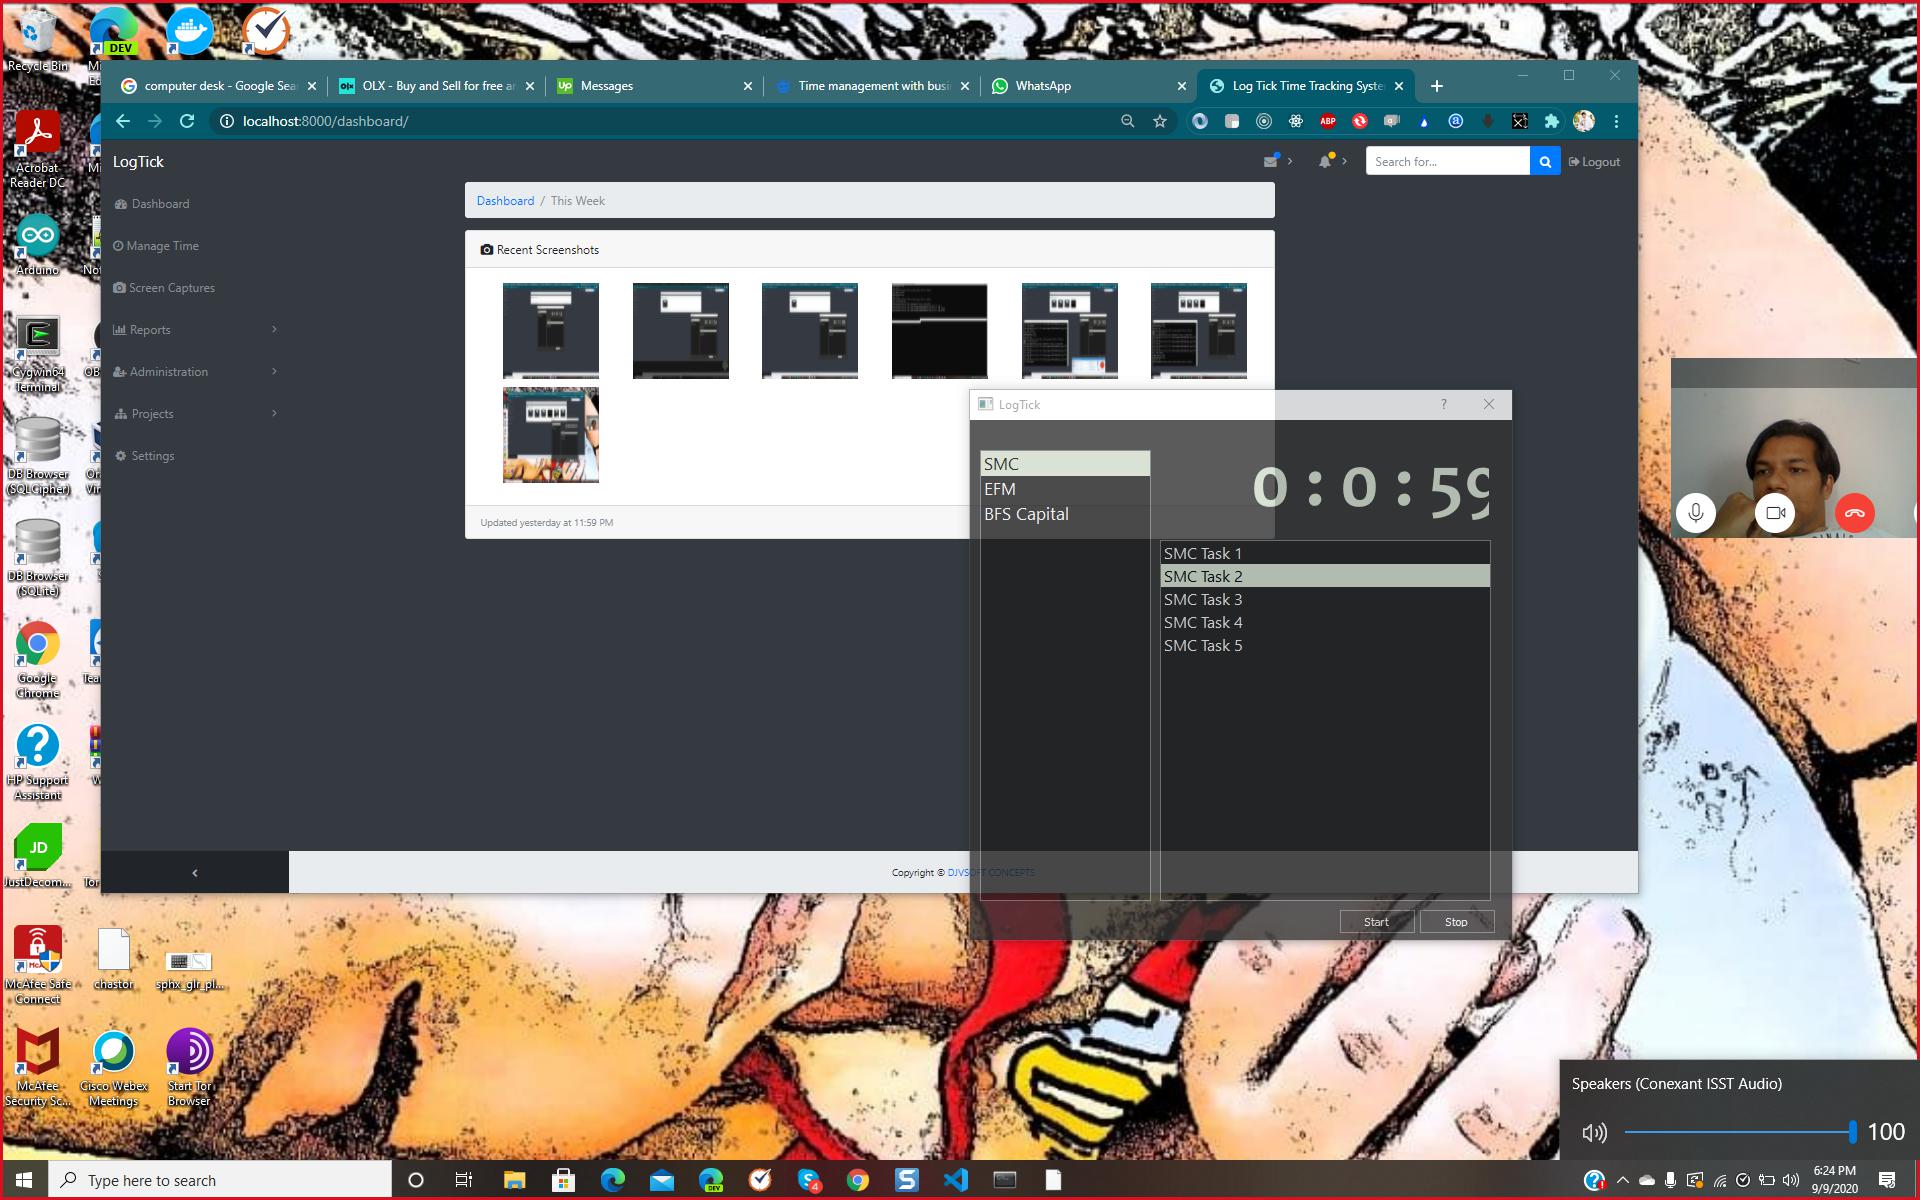 Recycle Bin
DEV
Acrobat
Reader DC
Arduino
Cygwin64
Terminal
DB Browser
(SQLCipher)
DB Browser
(SQLite)
Google
Chrome
HP Support
Assistant
JD
JustDecom...
McAfee Safe
Connect
chastor
sphx_glr_pl...
McAfee
Security Sc...
Cisco Webex
Meetings
Start Tor
Browser
computer desk - Google Sea
OLX - Buy and Sell for free ar
Up
Messages
Time management with busi
WhatsApp
Log Tick Time Tracking Syste
localhost:8000/dashboard/
ABP
LogTick
Search for...
Logout
Dashboard
Manage Time
Screen Captures
Reports
Administration
Projects
Settings
Dashboard / This Week
Recent Screenshots
Updated yesterday at 11:59 PM
Copyright © DJVSOFT CONCEPTS
LogTick
?
SMC
EFM
BFS Capital
0:0:59
SMC Task 1
SMC Task 2
SMC Task 3
SMC Task 4
SMC Task 5
Start
Stop
Speakers (Conexant ISST Audio)
100
Type here to search
DEV
4
6:24 PM
9/9/2020